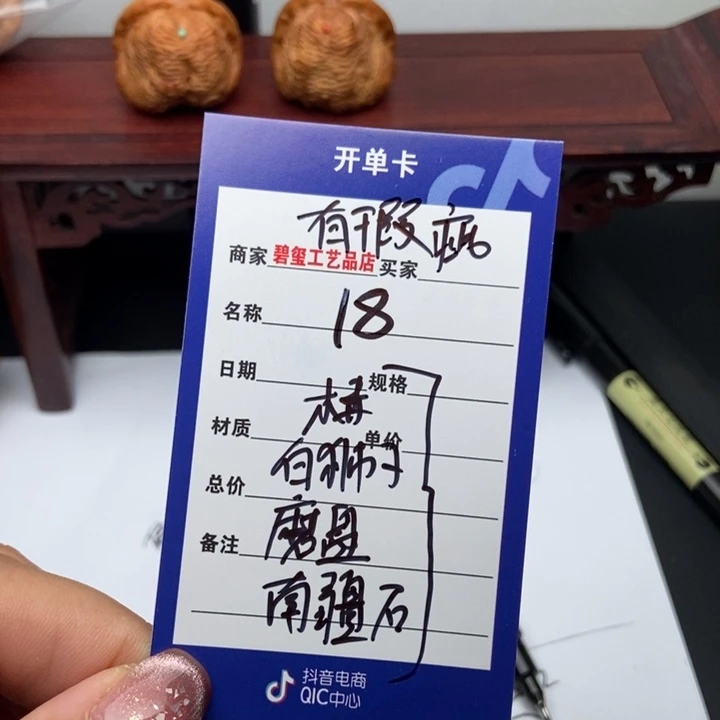 开单卡
有瑕疵
商家 碧玺工艺品店 买家
名称 18
日期 规格
材质 单价
白狮子
总价
备注 磨盘
南疆石
抖音电商
QIC中心